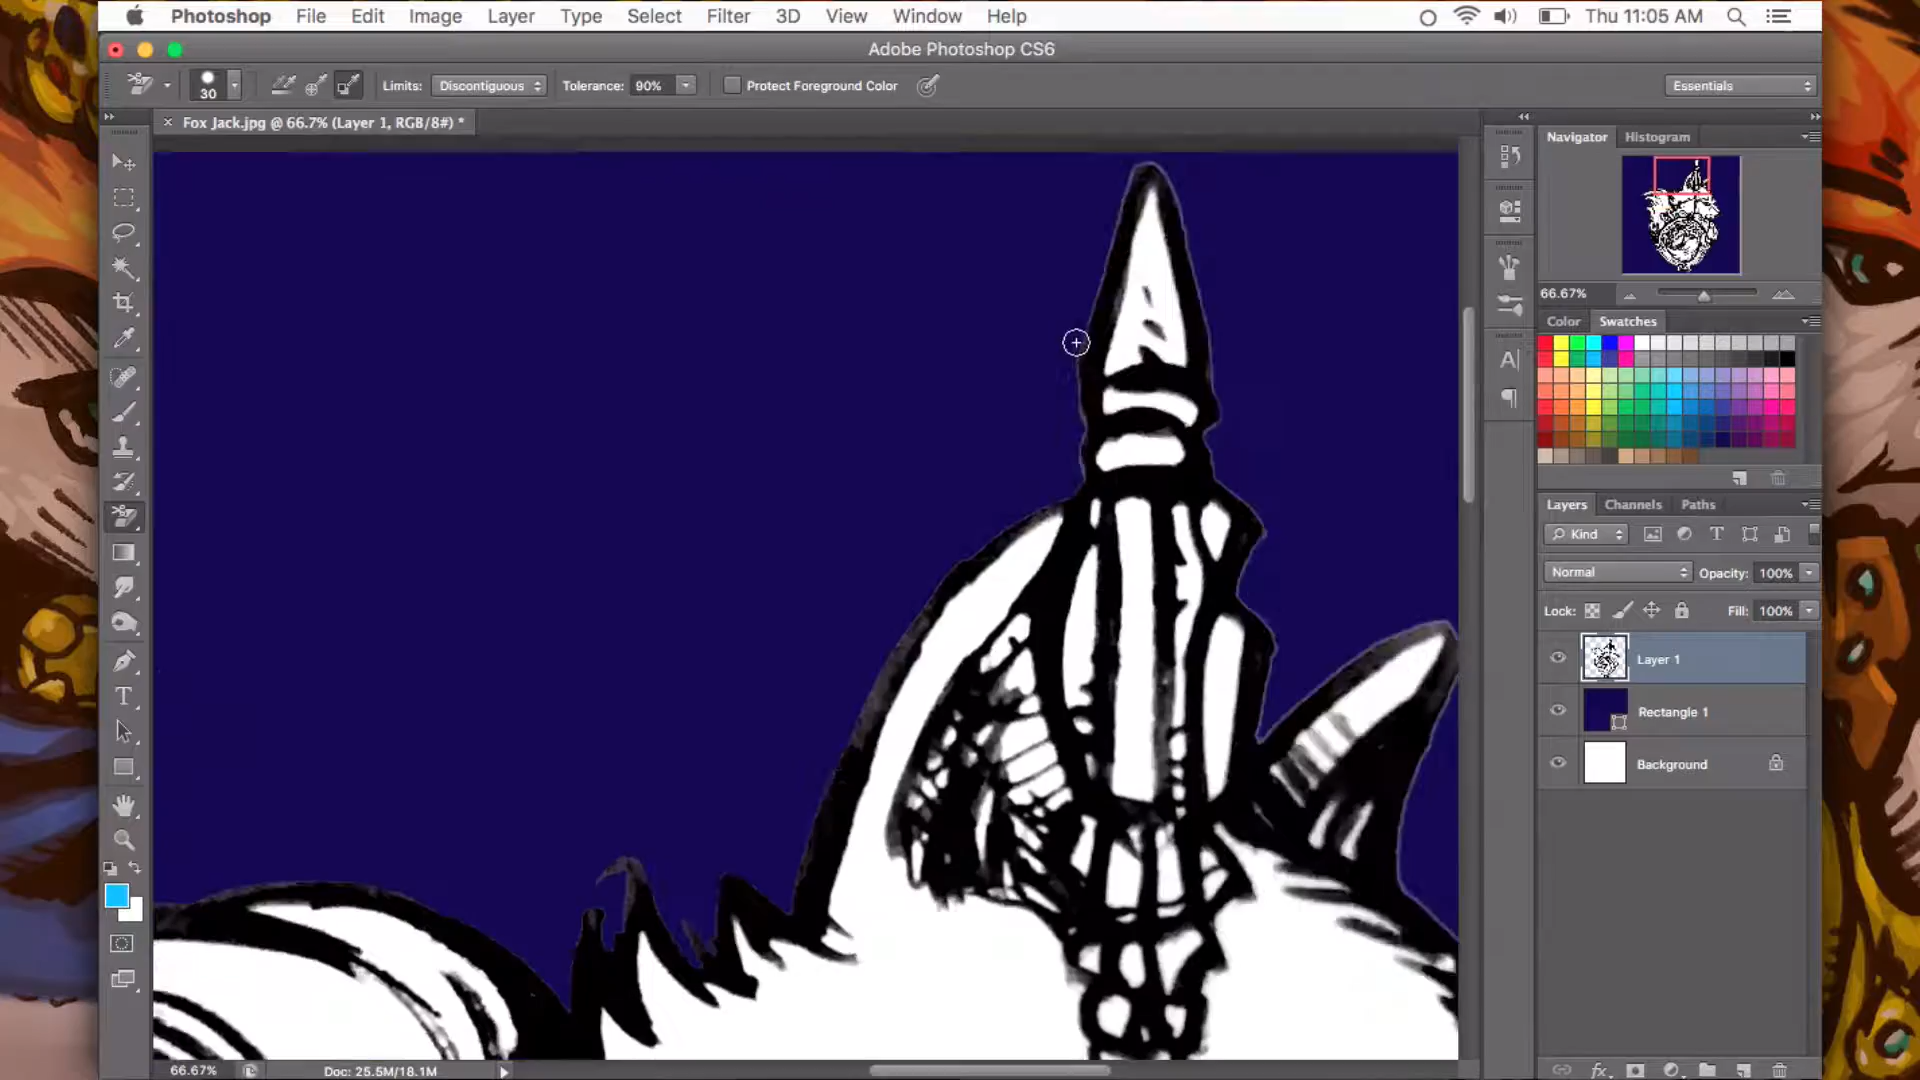 Photoshop File Edit Image Layer Type Select Filter 3D View Window Help Thu 11:05 AM
Adobe Photoshop CS6
30 Limits: Discontiguous Tolerance: 90% Protect Foreground Color Essentials
× Fox Jack.jpg @ 66.7% (Layer 1, RGB/8#) *
Navigator Histogram
66.67%
Color Swatches
Layers Channels Paths
Kind
Normal Opacity: 100%
Lock: Fill: 100%
Layer 1
Rectangle 1
Background
66.67% Doc: 25.5M/18.1M